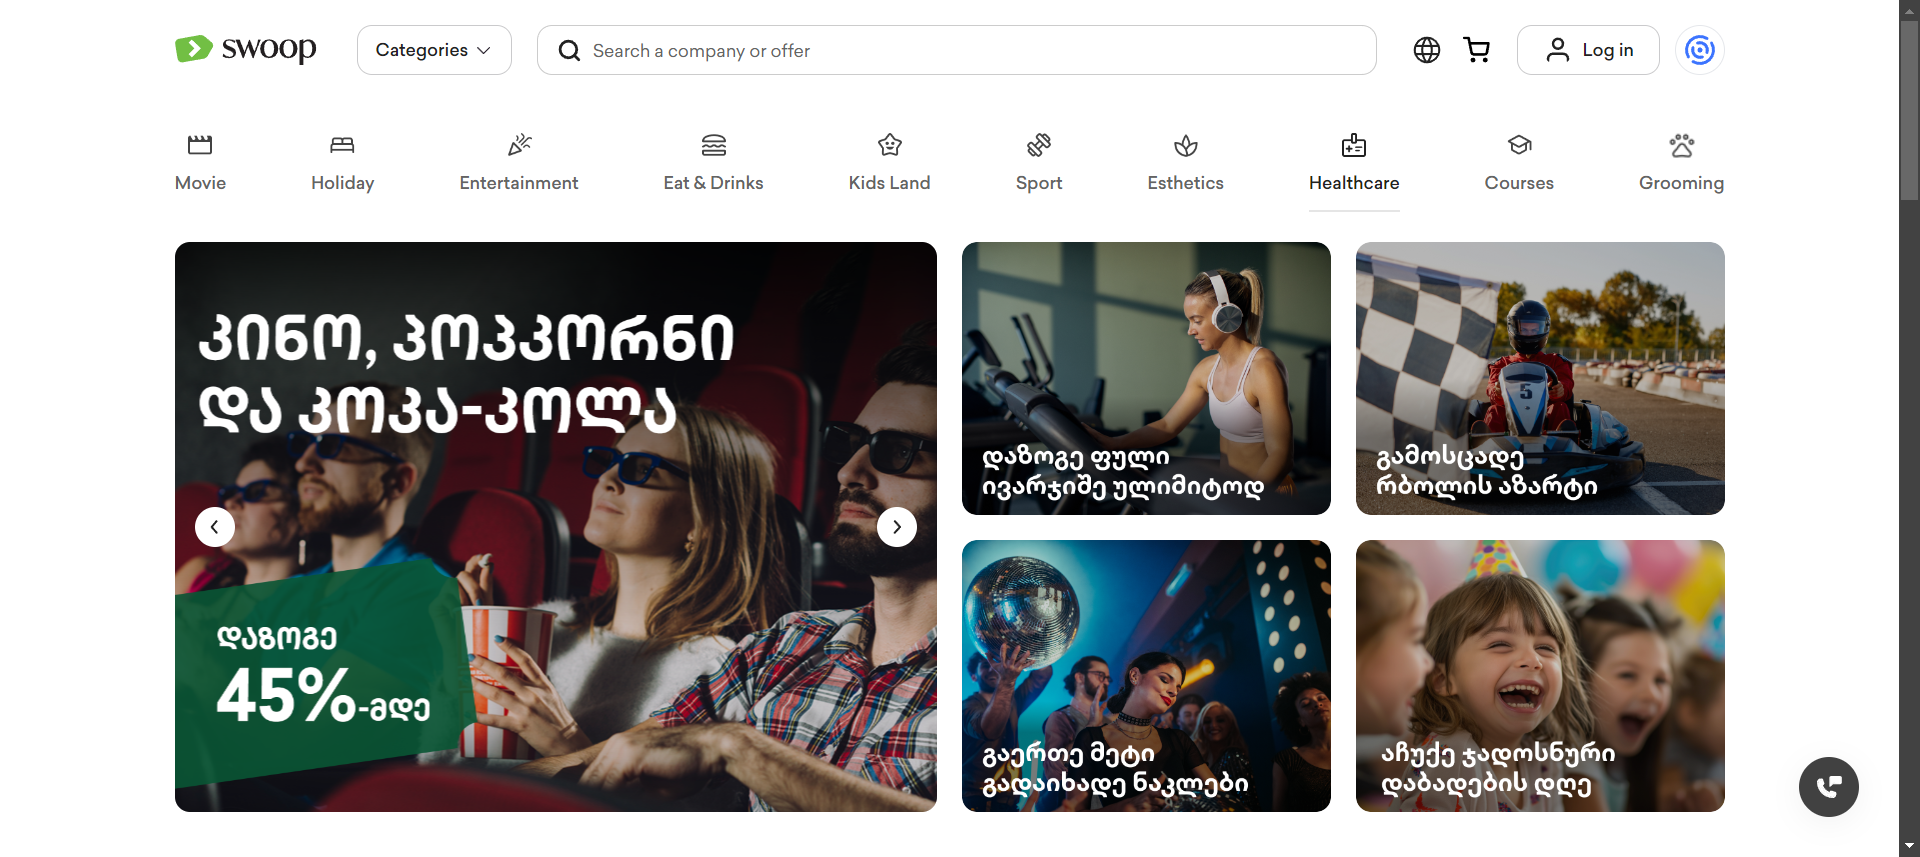 swoop
Categories
Search a company or offer
Log in
Movie
Holiday
Entertainment
Eat & Drinks
Kids Land
Sport
Esthetics
Healthcare
Courses
Grooming
კინო, პოპკორნი
და კოკა-კოლა
დაზოგე
45%-მდე
დაზოგე ფული
ივარჯიშე ულიმიტოდ
5
გამოსცადე
რბოლის აზარტი
გაერთე მეტი
გადაიხადე ნაკლები
აჩუქე ჯადოსნური
დაბადების დღე